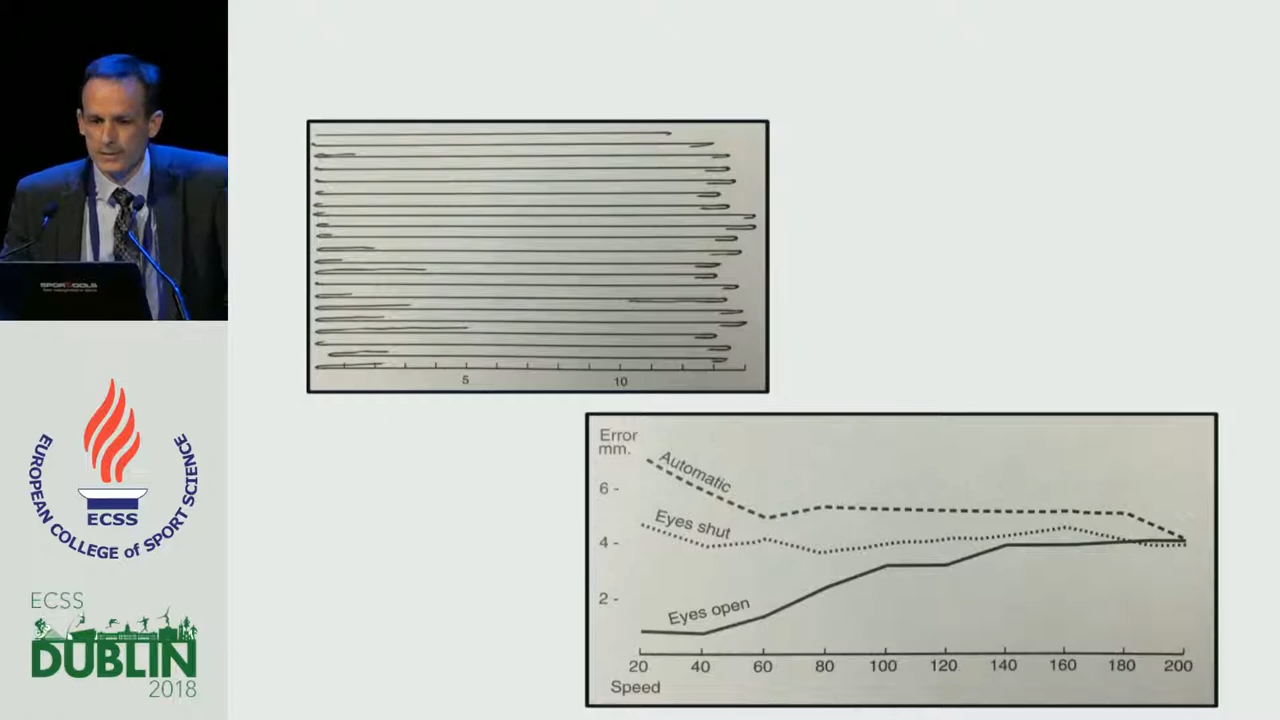 SPORTOOLS
EUROPEAN COLLEGE of SPORT SCIENCE
ECSS
ECSS
DUBLIN
2018
5 10
Error
mm.
6 -
4 -
2 -
Automatic
Eyes shut
Eyes open
20 40 60 80 100 120 140 160 180 200
Speed